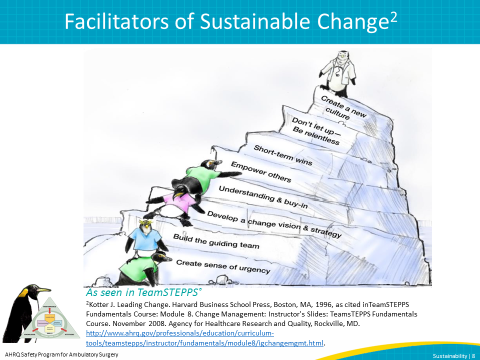 Facilitators of Sustainable Change2
Create a new
culture
Don't let up—
Be relentless
Short-term wins
Empower others
Understanding & buy-in
Develop a change vision & strategy
Build the guiding team
Create sense of urgency
As seen in TeamSTEPPS®
2Kotter J. Leading Change. Harvard Business School Press, Boston, MA, 1996, as cited inTeamSTEPPS
Fundamentals Course: Module 8. Change Management: Instructor's Slides: TeamsTEPPS Fundamentals
Course. November 2008. Agency for Healthcare Research and Quality, Rockville, MD.
http://www.ahrq.gov/professionals/education/curriculum-
tools/teamstepps/instructor/fundamentals/module8/igchangemgmt.html.
AHRQ Safety Program for Ambulatory Surgery
Sustainability | 8